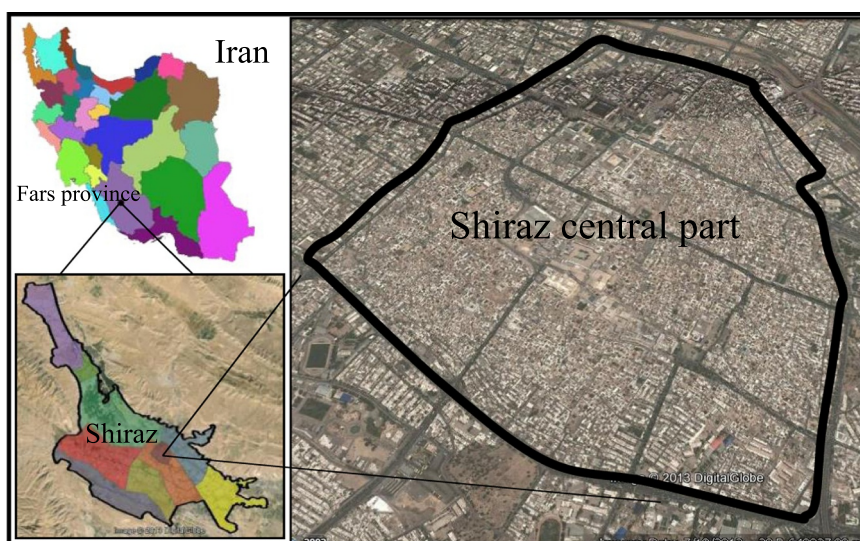 Iran
Fars province
Shiraz central part
Shiraz
© 2013 DigitalGlobe